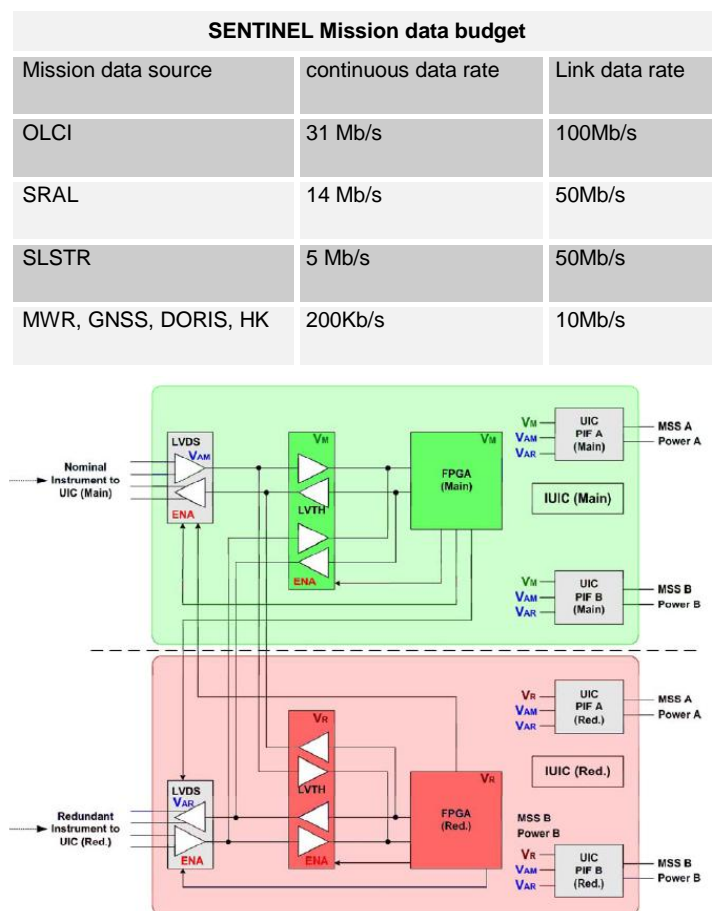 SENTINEL Mission data budget
Mission data source continuous data rate Link data rate
OLCI 31 Mb/s 100Mb/s
SRAL 14 Mb/s 50Mb/s
SLSTR 5 Mb/s 50Mb/s
MWR, GNSS, DORIS, HK 200Kb/s 10Mb/s
LVDS
VAM
ENA
Nominal
Instrument to
UIC (Main)
VM
LVTH
ENA
VM
FPGA
(Main)
VM
VAM
VAR
UIC
PIF A
(Main)
MSS A
Power A
IUIC (Main)
VM
VAM
VAR
UIC
PIF B
(Main)
MSS B
Power B
LVDS
VAR
ENA
Redundant
Instrument to
UIC (Red.)
VR
LVTH
ENA
VR
FPGA
(Red.)
VR
VAM
VAR
UIC
PIF A
(Red.)
MSS A
Power A
IUIC (Red.)
MSS B
Power B
VR
VAM
VAR
UIC
PIF B
(Red.)
MSS B
Power B